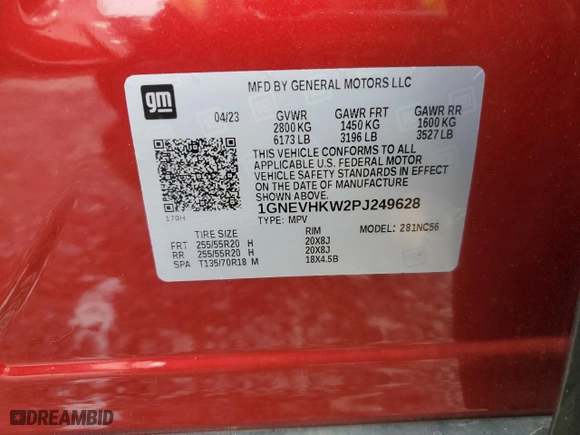 gm
MFD BY GENERAL MOTORS LLC
04/23 GVWR GAWR FRT GAWR RR
2800 KG 1450 KG 1600 KG
6173 LB 3196 LB 3527 LB
THIS VEHICLE CONFORMS TO ALL
APPLICABLE U.S. FEDERAL MOTOR
VEHICLE SAFETY STANDARDS IN EFFECT
ON THE DATE OF MANUFACTURE
SHOWN ABOVE.
1GNEVHKW2PJ249628
TYPE: MPV MODEL: 281NC56
170H
TIRE SIZE RIM
FRT 255/55R20 H 20X8J
RR 255/55R20 H 20X8J
SPA T135/70R18 M 18X4.5B
DREAMBID